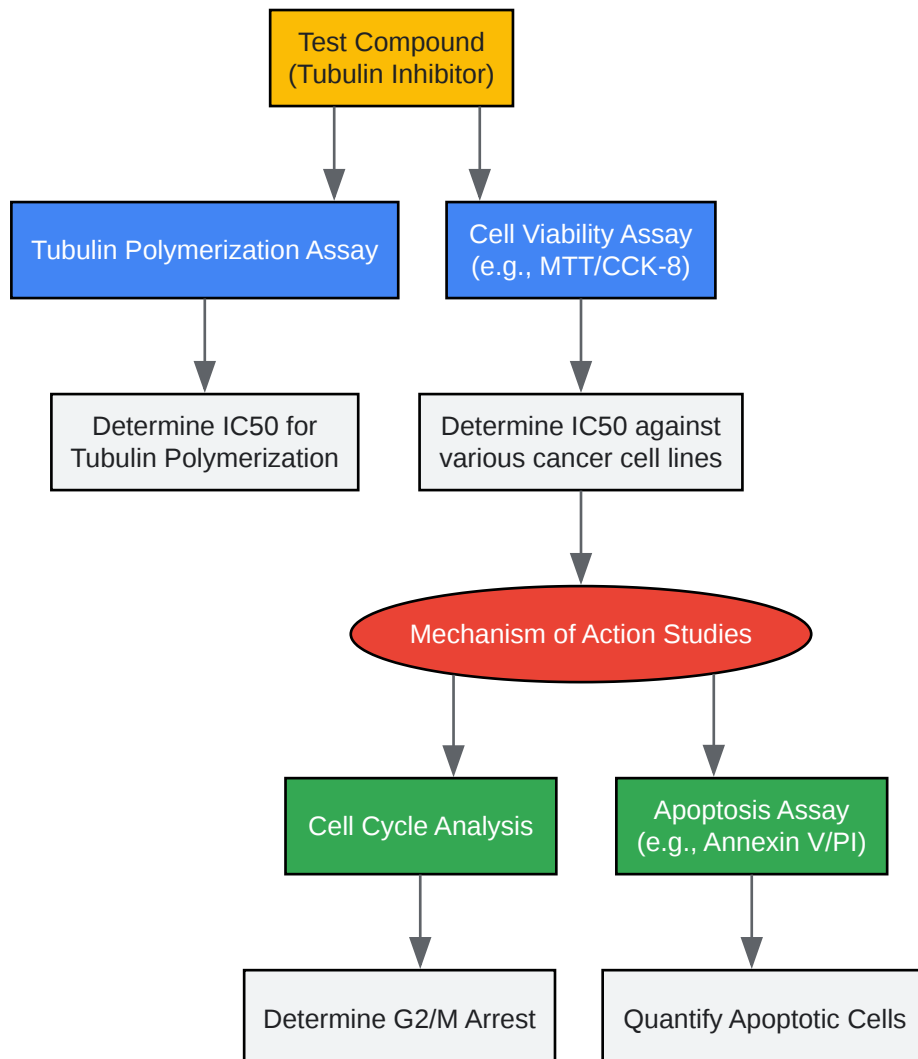 Test Compound
(Tubulin Inhibitor)
Tubulin Polymerization Assay
Cell Viability Assay
(e.g., MTT/CCK-8)
Determine IC50 for
Tubulin Polymerization
Determine IC50 against
various cancer cell lines
Mechanism of Action Studies
Cell Cycle Analysis
Apoptosis Assay
(e.g., Annexin V/PI)
Determine G2/M Arrest
Quantify Apoptotic Cells